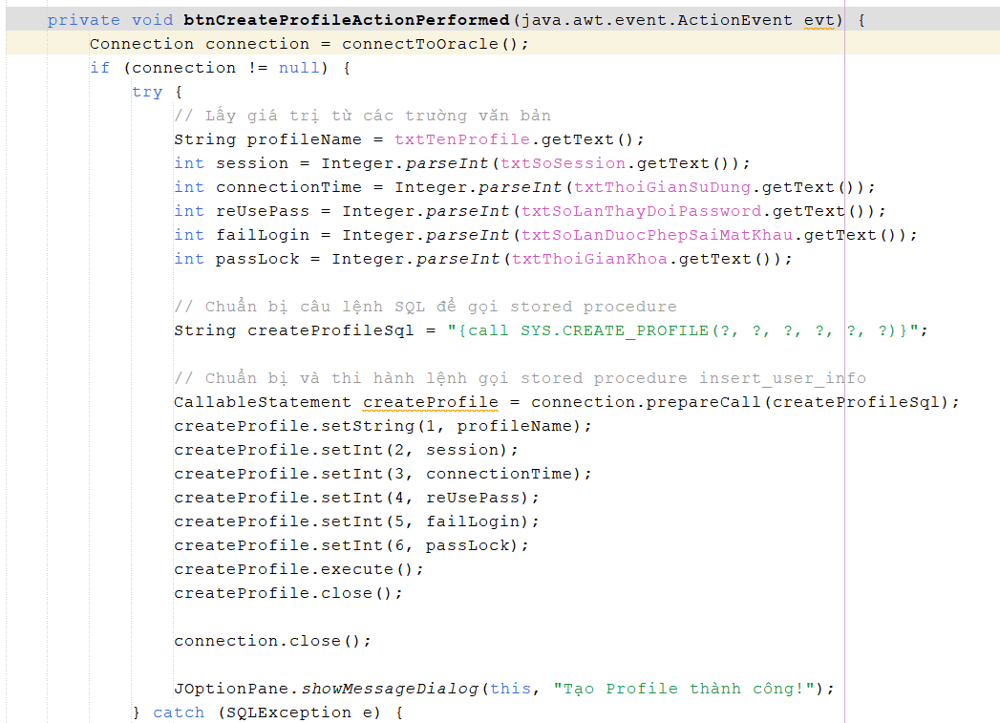 private void btnCreateProfileActionPerformed(java.awt.event.ActionEvent evt) {
Connection connection = connectToOracle();
if (connection != null) {
try {
// Lấy giá trị từ các trường văn bản
String profileName = txtTenProfile.getText();
int session = Integer.parseInt(txtSoSession.getText());
int connectionTime = Integer.parseInt(txtThoiGianSuDung.getText());
int reUsePass = Integer.parseInt(txtSoLanThayDoiPassword.getText());
int failLogin = Integer.parseInt(txtSoLanDuocPhepSaiMatKhau.getText());
int passLock = Integer.parseInt(txtThoiGianKhoa.getText());
// Chuẩn bị câu lệnh SQL để gọi stored procedure
String createProfileSql = "{call SYS.CREATE_PROFILE(?, ?, ?, ?, ?, ?)}";
// Chuẩn bị và thi hành lệnh gọi stored procedure insert_user_info
CallableStatement createProfile = connection.prepareCall(createProfileSql);
createProfile.setString(1, profileName);
createProfile.setInt(2, session);
createProfile.setInt(3, connectionTime);
createProfile.setInt(4, reUsePass);
createProfile.setInt(5, failLogin);
createProfile.setInt(6, passLock);
createProfile.execute();
createProfile.close();
connection.close();
JOptionPane.showMessageDialog(this, "Tạo Profile thành công!");
} catch (SQLException e) {